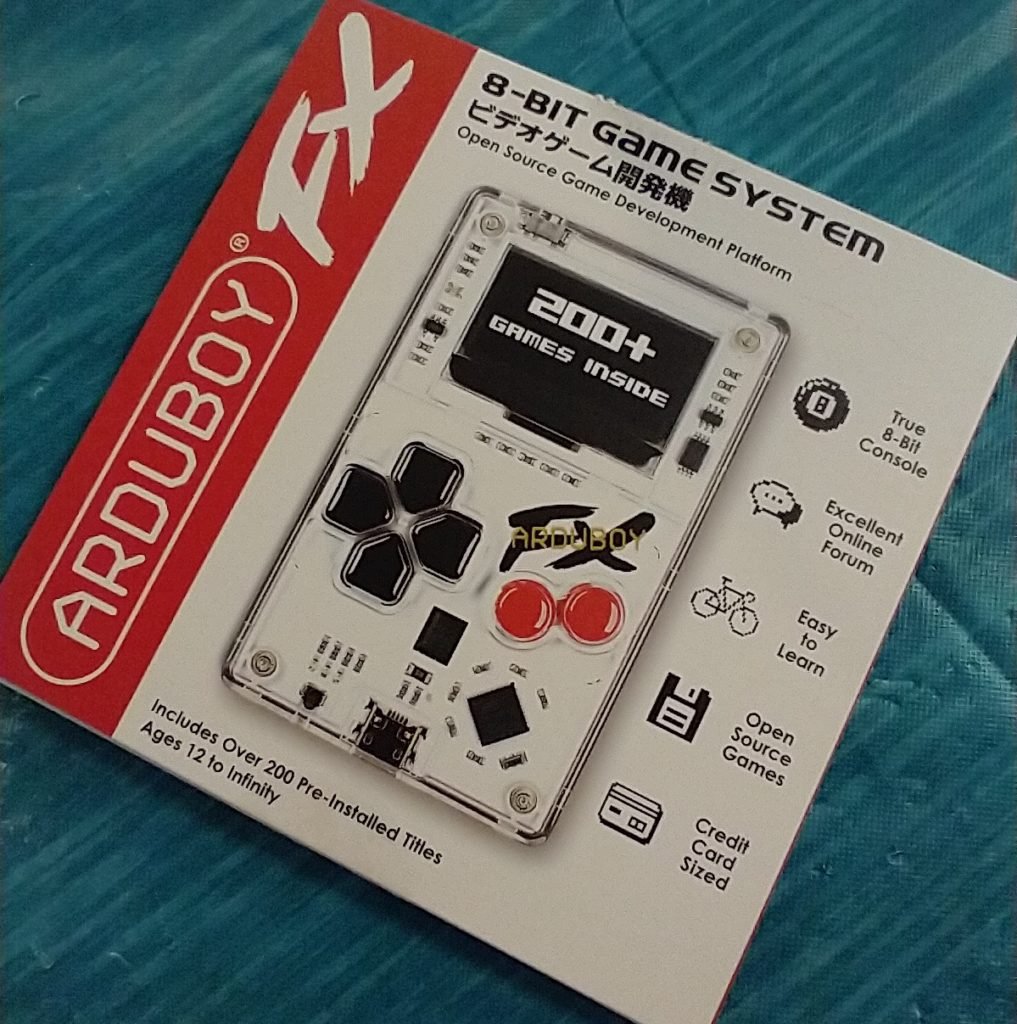 ARDUBOY®
FX
8-BIT GAME SYSTEM
ビデオゲーム開発機
Open Source Game Development Platform
200+
GAMES INSIDE
FX
ARDUBOY
True
8-Bit
Console
Excellent
Online
Forum
Easy
to
Learn
Open
Source
Games
Credit
Card
Sized
Includes Over 200 Pre-Installed Titles
Ages 12 to Infinity